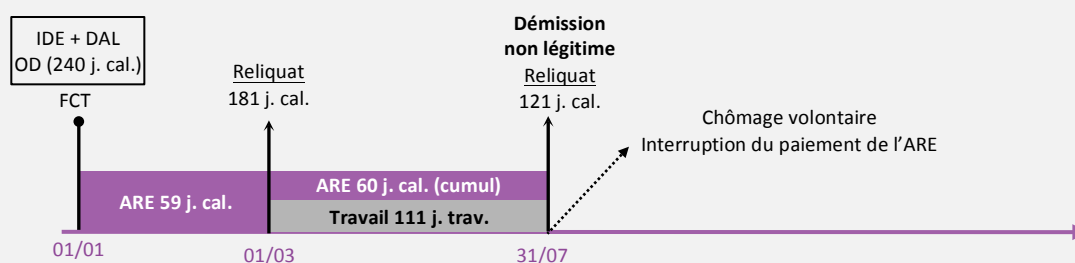 IDE + DAL
OD (240 j. cal.)
FCT
Reliquat
181 j. cal.
Démission
non légitime
Reliquat
121 j. cal.
Chômage volontaire
Interruption du paiement de l’ARE
ARE 59 j. cal.
ARE 60 j. cal. (cumul)
Travail 111 j. trav.
01/01
01/03
31/07